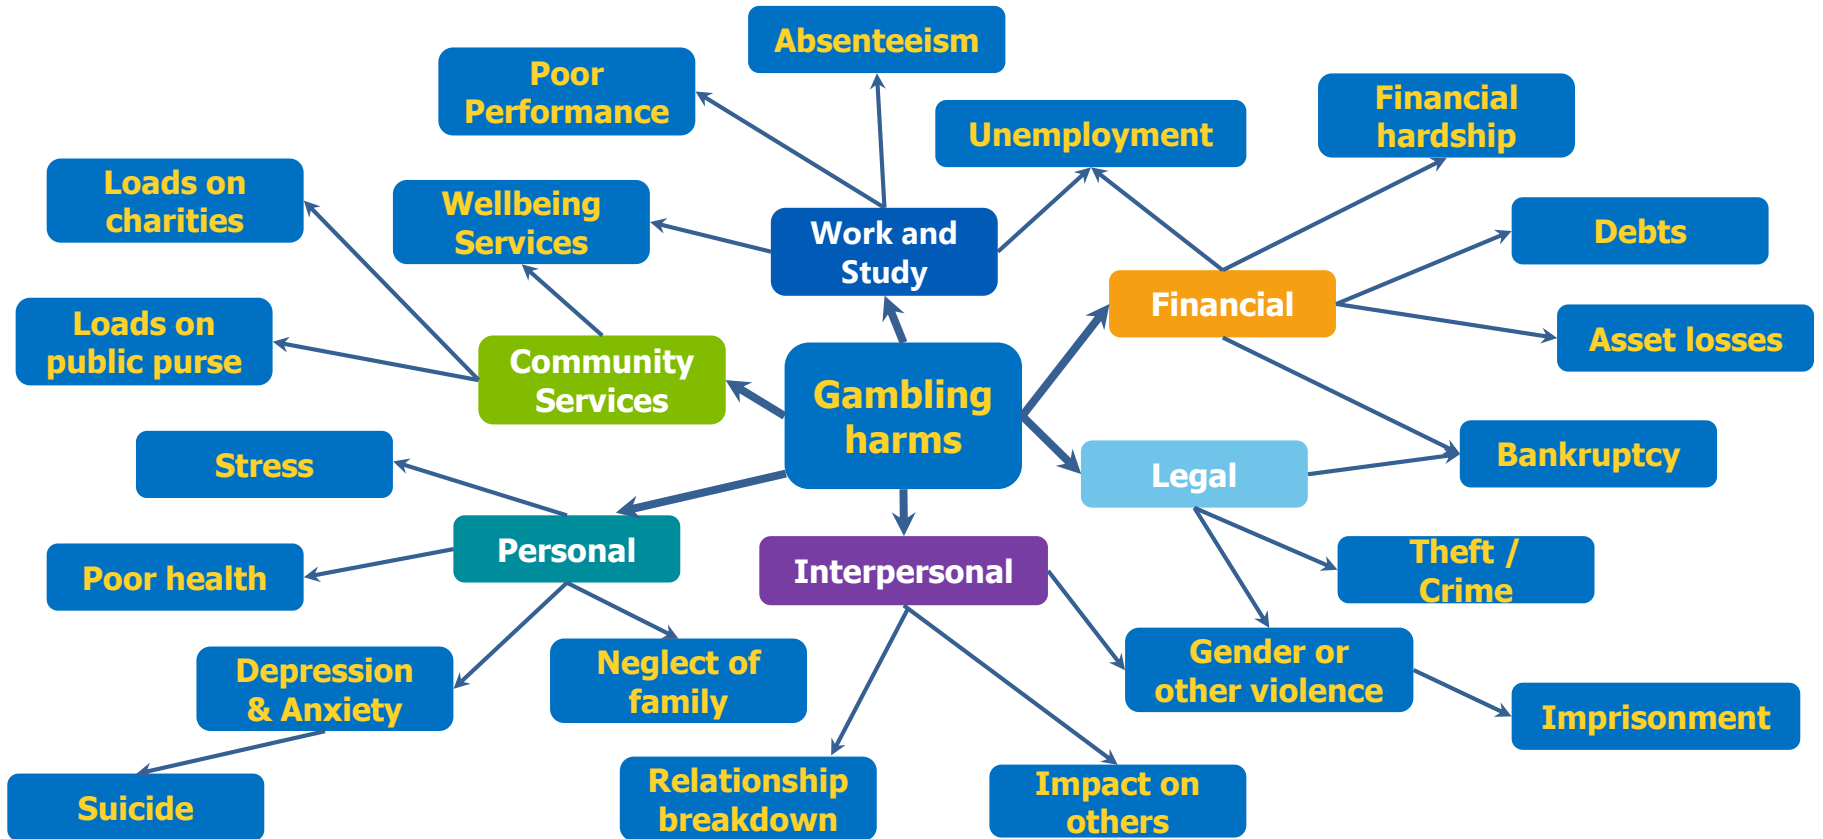 Absenteeism
Poor
Performance
Financial
hardship
Unemployment
Loads on
charities
Wellbeing
Services
Work and
Study
Debts
Financial
Loads on
public purse
Asset losses
Community
Services
Gambling
harms
Stress
Legal
Bankruptcy
Personal
Interpersonal
Poor health
Theft /
Crime
Depression
& Anxiety
Neglect of
family
Gender or
other violence
Imprisonment
Suicide
Relationship
breakdown
Impact on
others